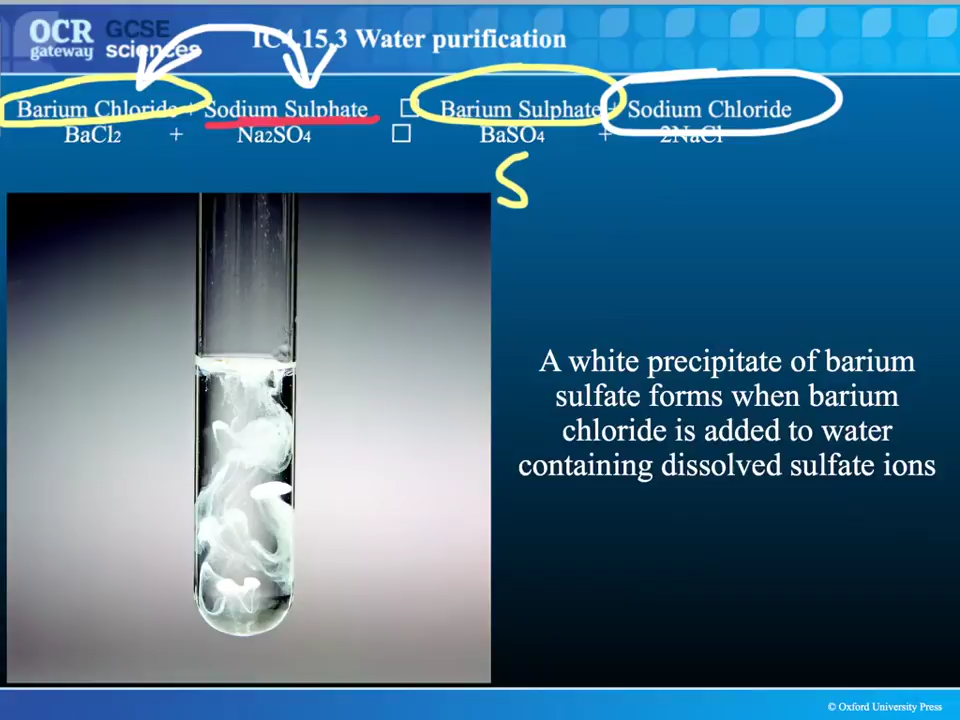 OCR GCSE
gateway sciences
IC4.15.3 Water purification
Barium Chloride + Sodium Sulphate □ Barium Sulphate + Sodium Chloride
BaCl2 + Na2SO4 □ BaSO4 + 2NaCl
S
A white precipitate of barium
sulfate forms when barium
chloride is added to water
containing dissolved sulfate ions
© Oxford University Press